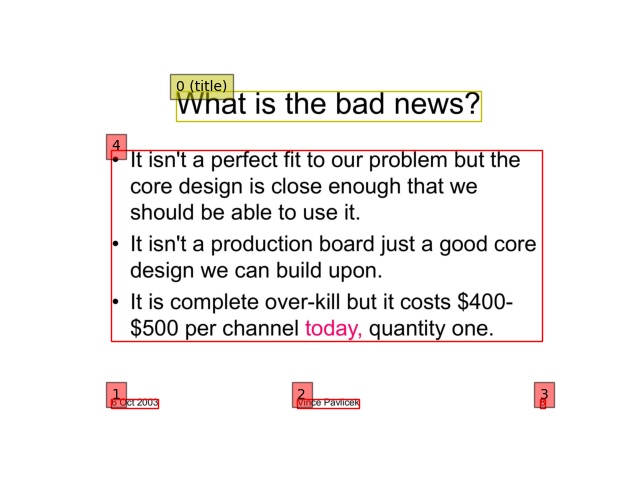 0 (title)
What is the bad news?
4
• It isn't a perfect fit to our problem but the
core design is close enough that we
should be able to use it.
• It isn't a production board just a good core
design we can build upon.
• It is complete over-kill but it costs $400-
$500 per channel today, quantity one.
1
2
3
Oct 2003
Vince Pavlicek